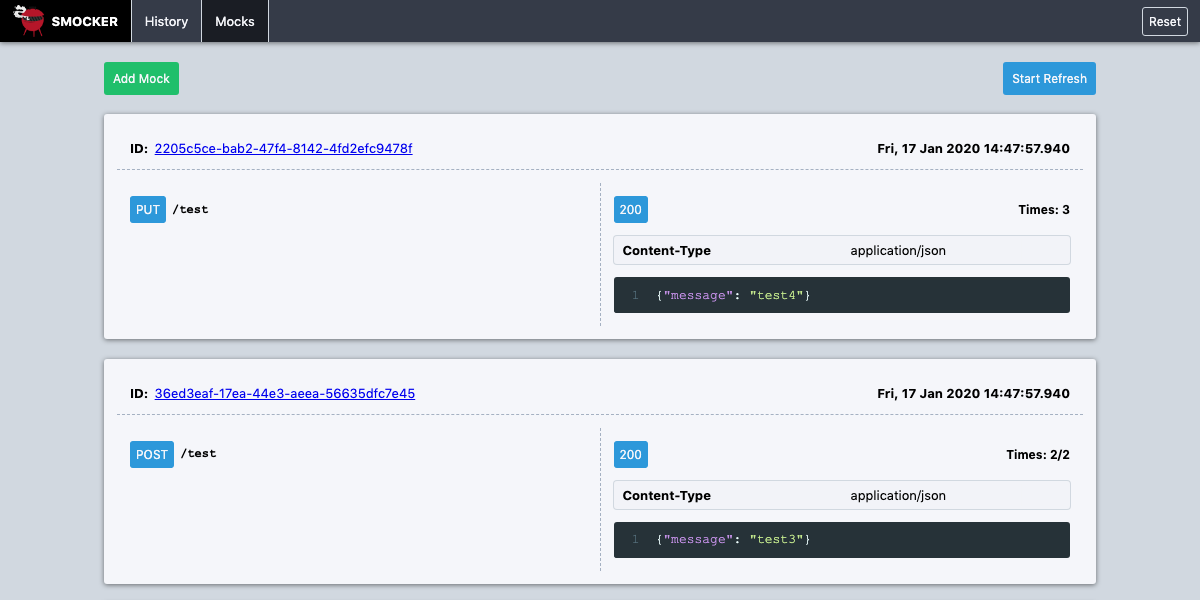 SMOCKER History Mocks Reset
Add Mock Start Refresh
ID: 2205c5ce-bab2-47f4-8142-4fd2efc9478f Fri, 17 Jan 2020 14:47:57.940
PUT /test 200 Times: 3
Content-Type application/json
1 {"message": "test4"}
ID: 36ed3eaf-17ea-44e3-aeea-56635dfc7e45 Fri, 17 Jan 2020 14:47:57.940
POST /test 200 Times: 2/2
Content-Type application/json
1 {"message": "test3"}